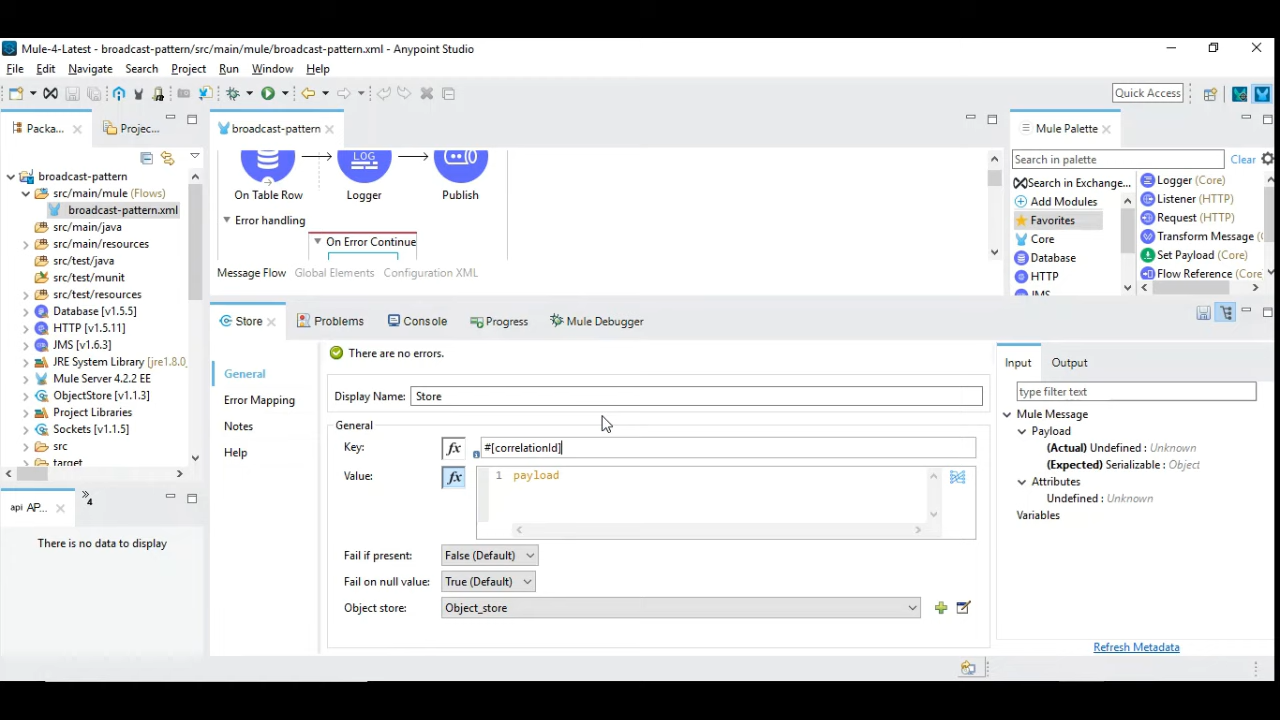 Mule-4-Latest - broadcast-pattern/src/main/mule/broadcast-pattern.xml - Anypoint Studio
File Edit Navigate Search Project Run Window Help
Quick Access
Packa...
Projec...
broadcast-pattern
src/main/mule (Flows)
broadcast-pattern.xml
src/main/java
src/main/resources
src/test/java
src/test/munit
src/test/resources
Database [v1.5.5]
HTTP [v1.5.11]
JMS [v1.6.3]
JRE System Library [jre1.8.0_
Mule Server 4.2.2 EE
ObjectStore [v1.1.3]
Project Libraries
Sockets [v1.1.5]
src
target
api AP...
4
There is no data to display
broadcast-pattern
LOG
On Table Row
Logger
Publish
Error handling
On Error Continue
Message Flow Global Elements Configuration XML
Mule Palette
Search in palette
Clear
Search in Exchange...
Add Modules
Favorites
Core
Database
HTTP
JMS
Logger (Core)
Listener (HTTP)
Request (HTTP)
Transform Message (Core
Set Payload (Core)
Flow Reference (Core
Store
Problems
Console
Progress
Mule Debugger
General
Error Mapping
Notes
Help
There are no errors.
Display Name: Store
General
Key: fx #[correlationId]
Value: fx 1 payload
Fail if present: False (Default)
Fail on null value: True (Default)
Object store: Object_store
Input Output
type filter text
Mule Message
Payload
(Actual) Undefined : Unknown
(Expected) Serializable : Object
Attributes
Undefined : Unknown
Variables
Refresh Metadata